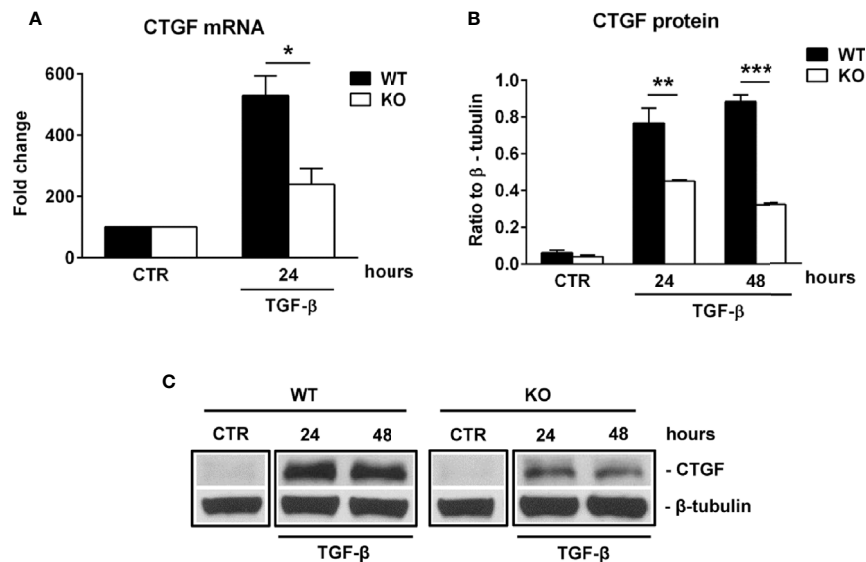 A
CTGF mRNA
*
WT
KO
Fold change
600
400
200
0
CTR
24
hours
TGF-β
B
CTGF protein
WT
KO
**
***
Ratio to β - tubulin
1.0
0.8
0.6
0.4
0.2
0.0
CTR
24
48
hours
TGF-β
C
WT
KO
CTR
24
48
CTR
24
48
hours
- CTGF
- β-tubulin
TGF-β
TGF-β